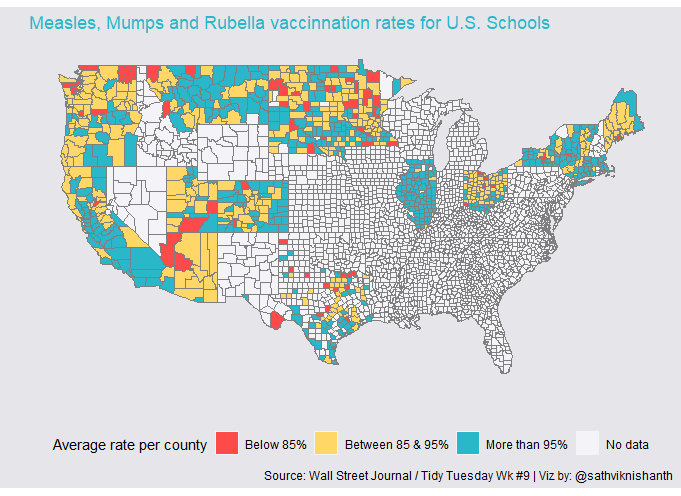 Measles, Mumps and Rubella vaccinnation rates for U.S. Schools
Average rate per county Below 85% Between 85 & 95% More than 95% No data
Source: Wall Street Journal / Tidy Tuesday Wk #9 | Viz by: @sathviknishanth